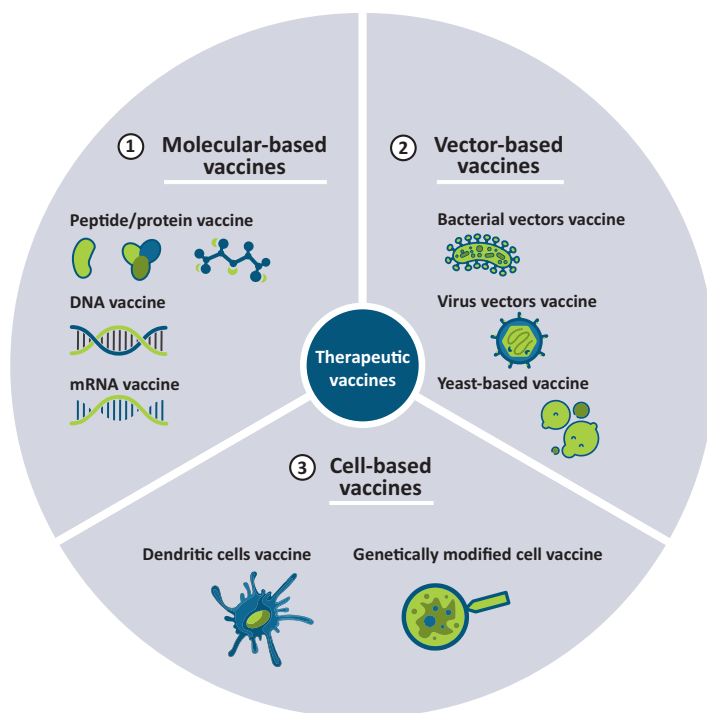 1 Molecular-based
vaccines
Peptide/protein vaccine
DNA vaccine
mRNA vaccine
2 Vector-based
vaccines
Bacterial vectors vaccine
Virus vectors vaccine
Yeast-based vaccine
Therapeutic
vaccines
3 Cell-based
vaccines
Dendritic cells vaccine
Genetically modified cell vaccine